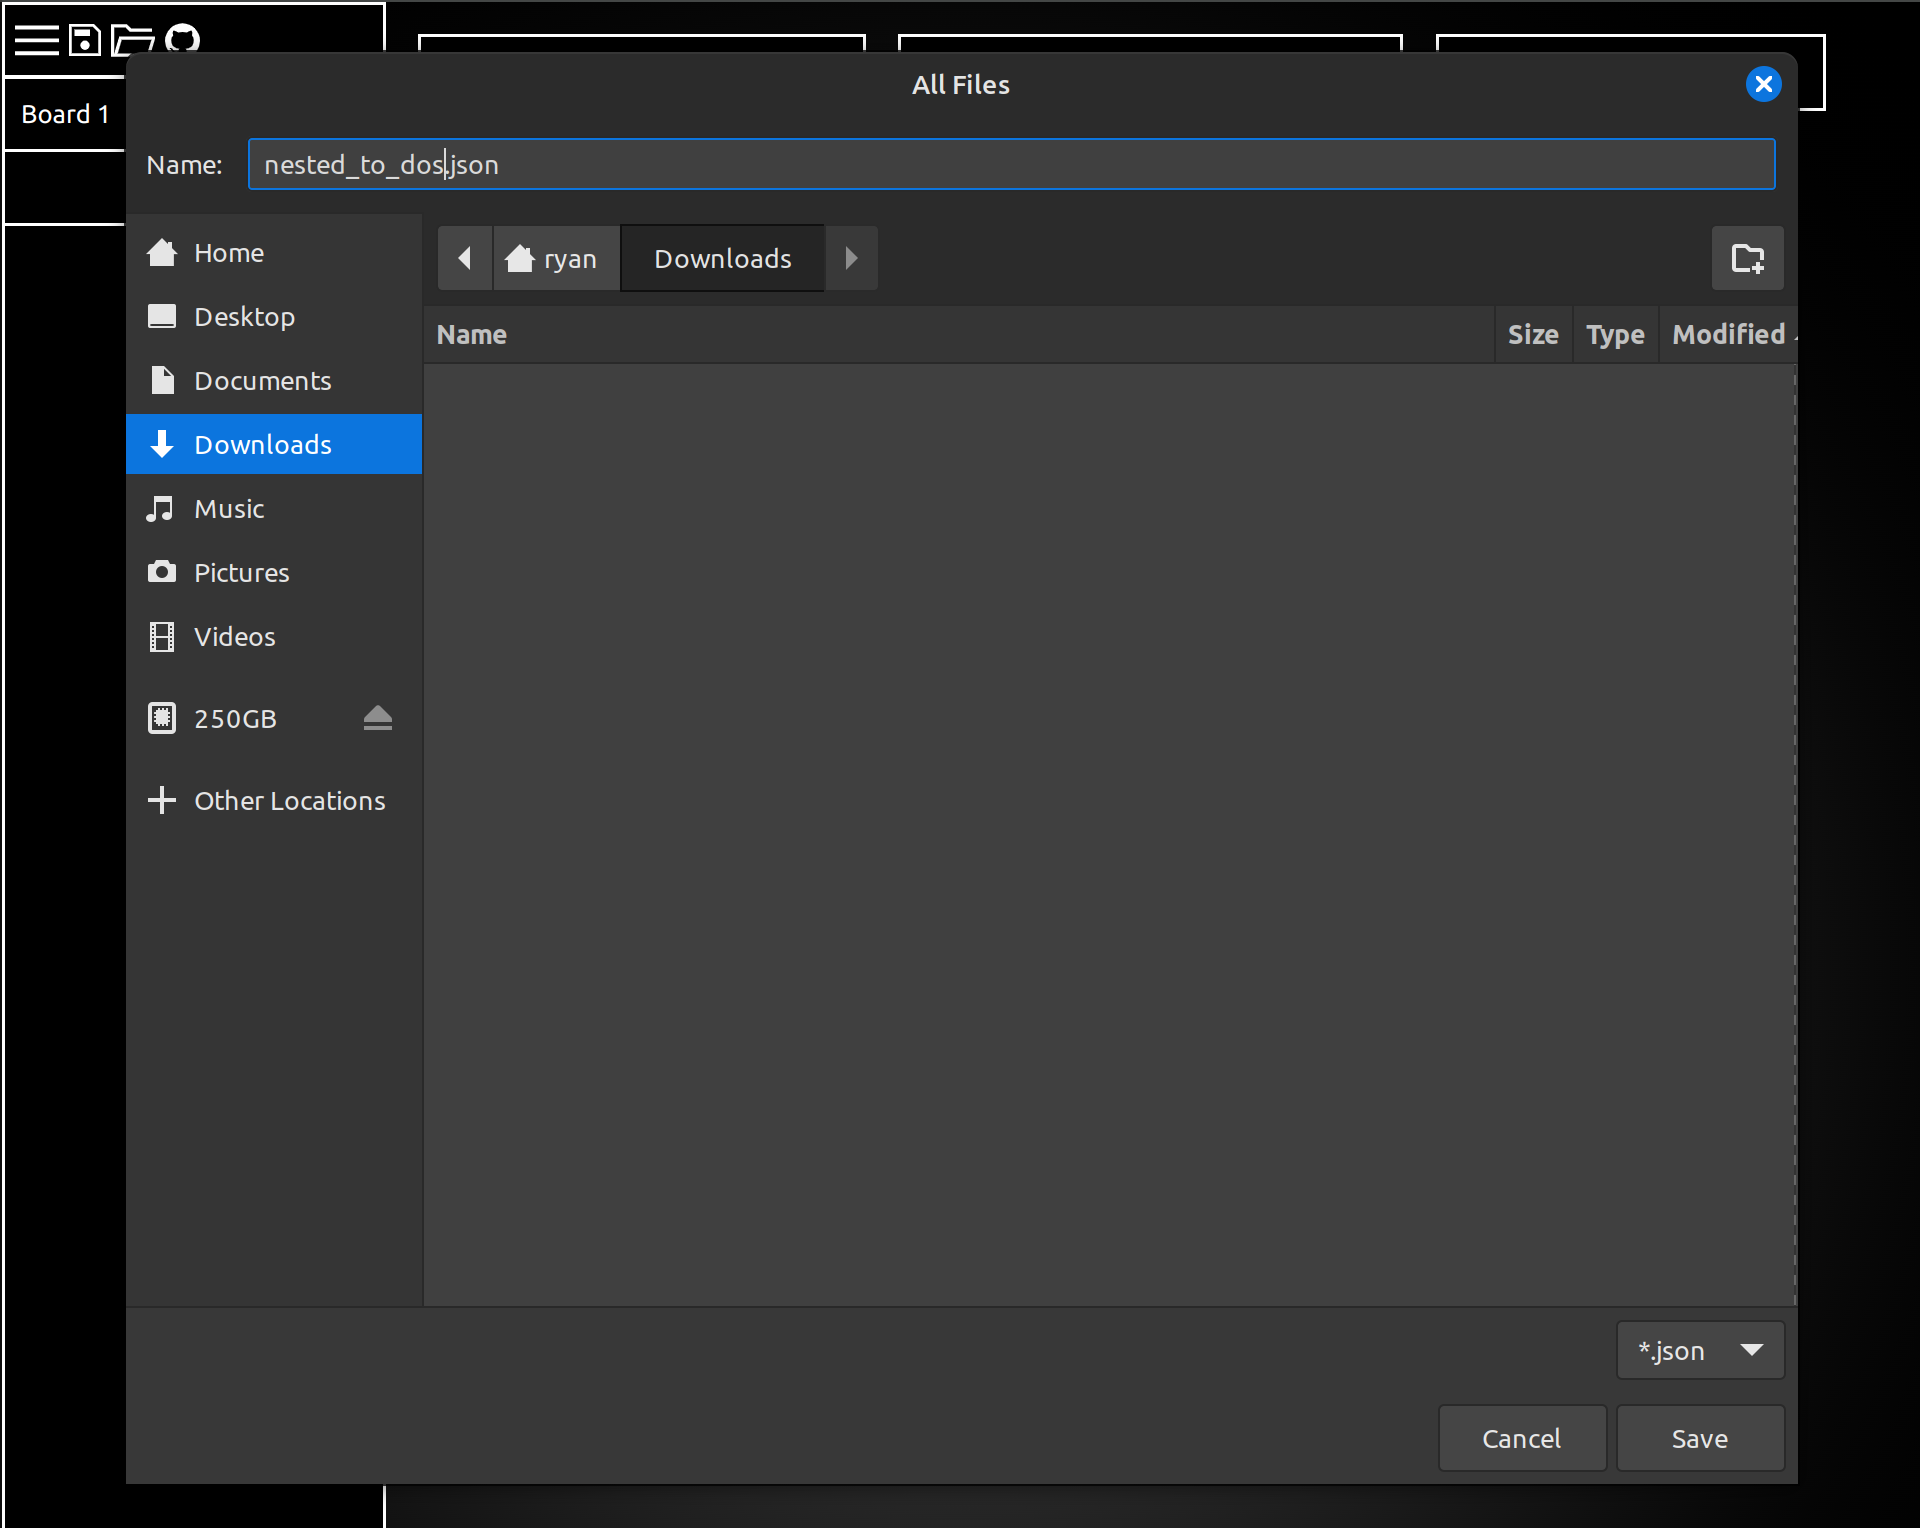 Board 1
All Files
Name: nested_to_dos.json
Home
Desktop
Documents
Downloads
Music
Pictures
Videos
250GB
Other Locations
ryan Downloads
Name Size Type Modified
*.json
Cancel Save